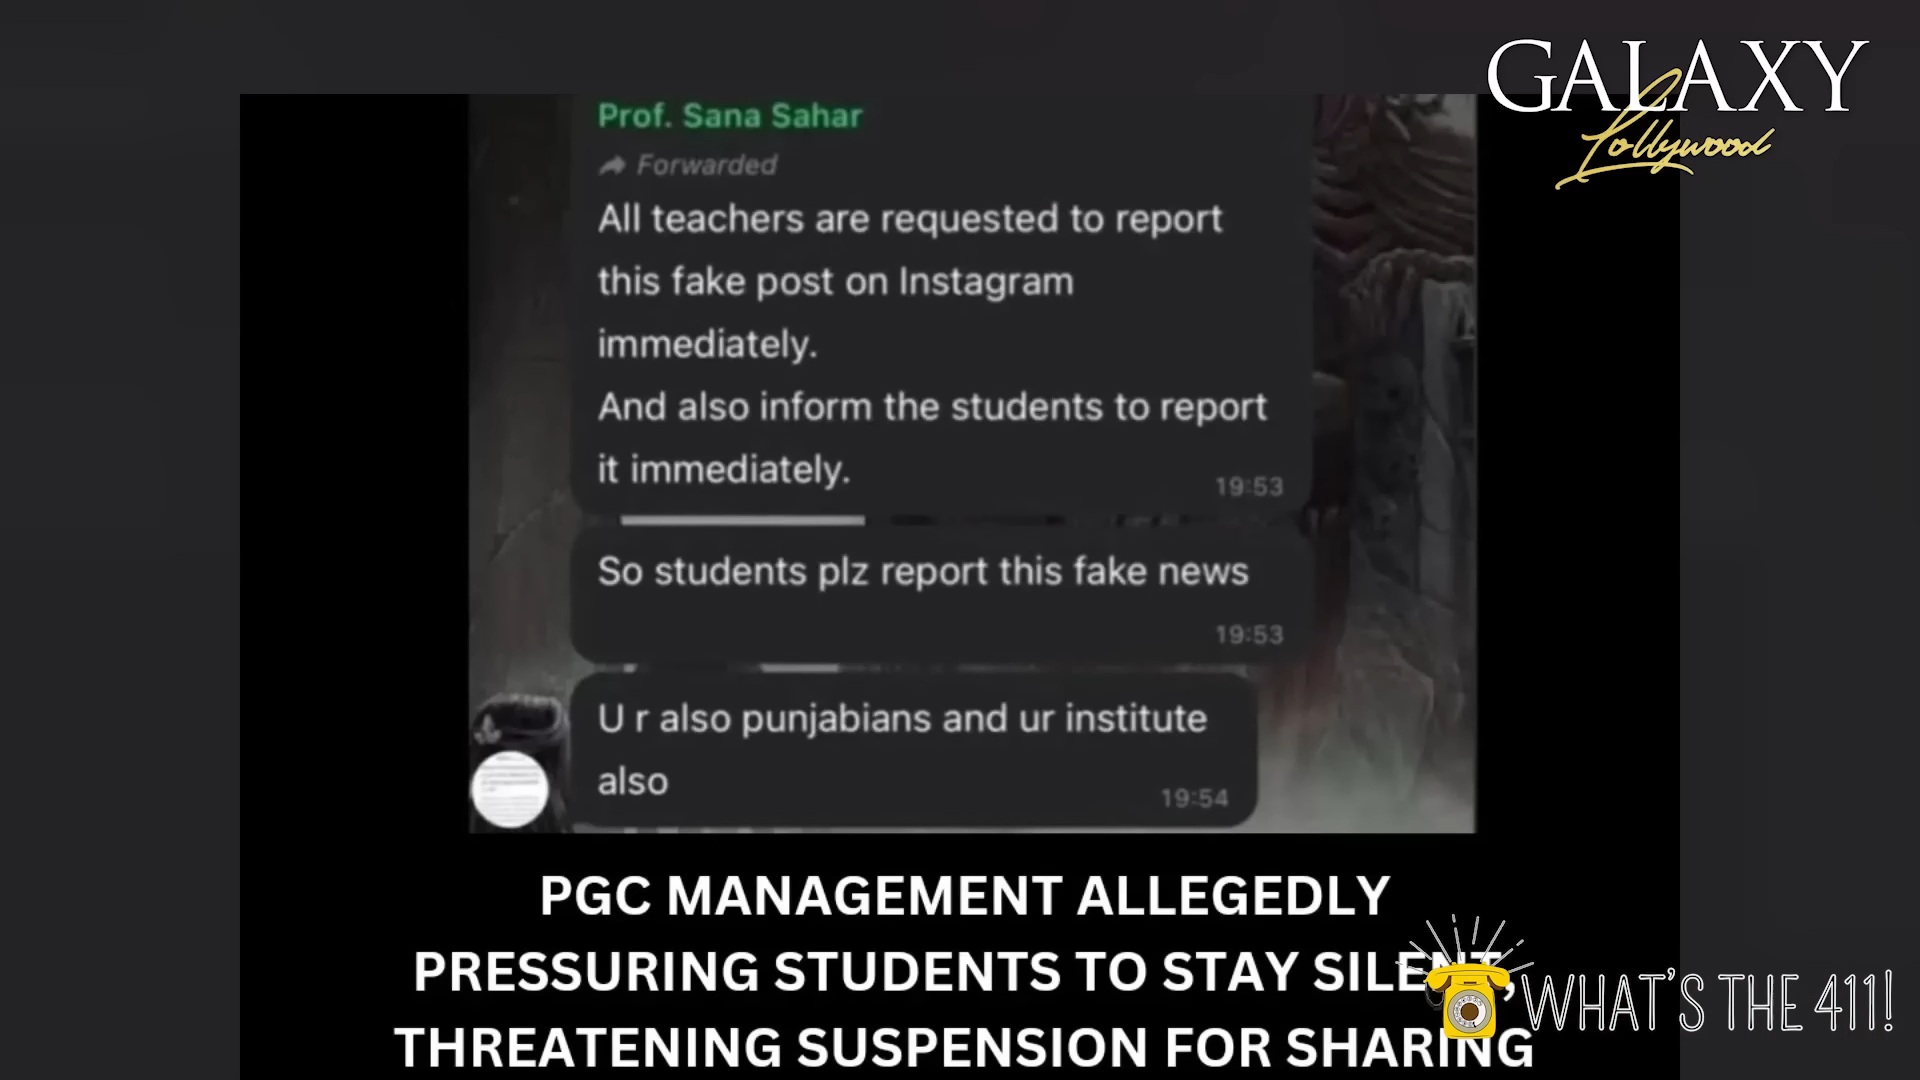 GALAXY
Lollywood
Prof. Sana Sahar
Forwarded
All teachers are requested to report
this fake post on Instagram
immediately.
And also inform the students to report
it immediately.
19:53
So students plz report this fake news
19:53
U r also punjabians and ur institute
also
19:54
PGC MANAGEMENT ALLEGEDLY
PRESSURING STUDENTS TO STAY SILENT,
THREATENING SUSPENSION FOR SHARING
WHAT'S THE 411!